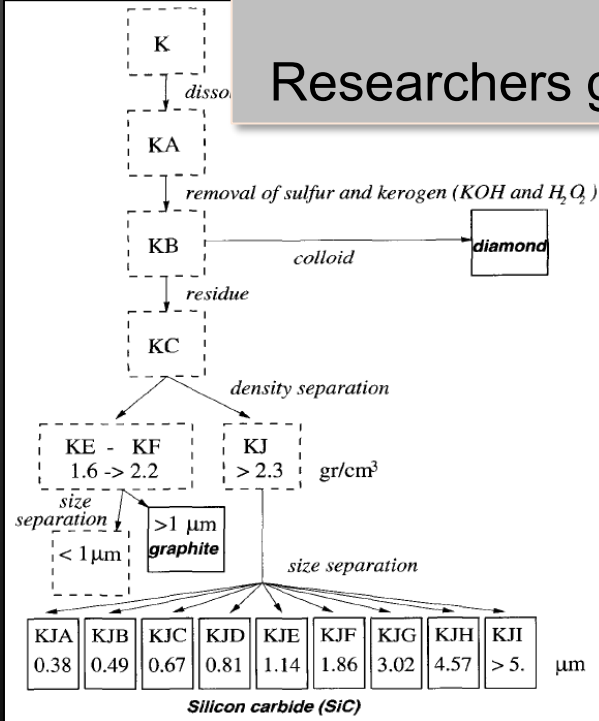 Researchers g
K
disso
KA
removal of sulfur and kerogen (KOH and H₂O₂)
KB
colloid
diamond
residue
KC
density separation
KE - KF
1.6 -> 2.2
KJ
> 2.3
gr/cm³
size
separation
< 1μm
>1 μm
graphite
size separation
KJA KJB KJC KJD KJE KJF KJG KJH KJI
0.38 0.49 0.67 0.81 1.14 1.86 3.02 4.57 > 5. μm
Silicon carbide (SiC)